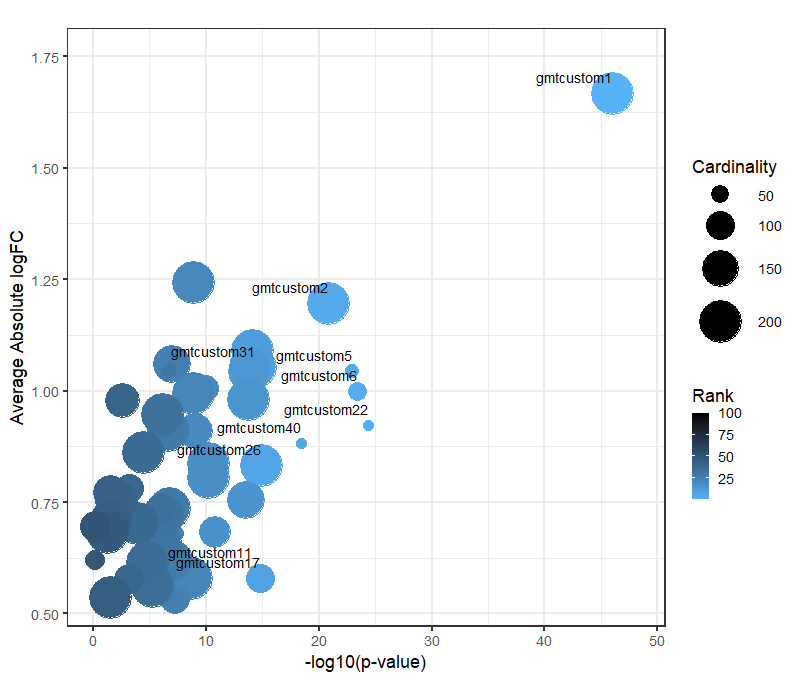 Average Absolute logFC
1.75
1.50
1.25
1.00
0.75
0.50
gmtcustom1
gmtcustom2
gmtcustom31
gmtcustom5
gmtcustom6
gmtcustom22
gmtcustom40
gmtcustom26
gmtcustom11
gmtcustom17
0
10
20
30
40
50
-log10(p-value)
Cardinality
50
100
150
200
Rank
100
75
50
25